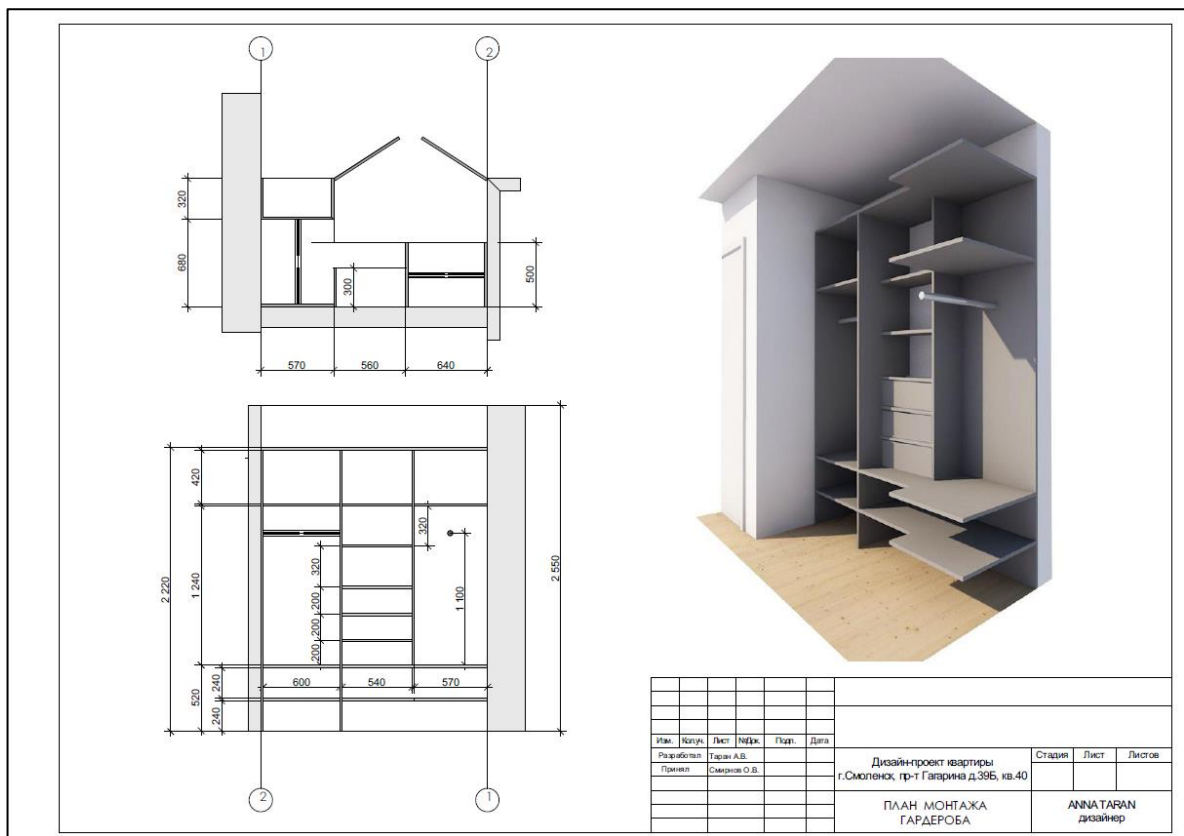 1
2
320
680
300
500
570
560
640
420
320
320
1 240
2 220
200
200
200
1 100
2 550
600
540
570
240
520
240
2
1
Изм. Кол.уч. Лист №Док. Подп. Дата
Разработал Таран А.В.
Принял Смирнов О.В.
Дизайн-проект квартиры
г.Смоленск, пр-т Гагарина д.39Б, кв.40
Стадия Лист Листов
ПЛАН МОНТАЖА
ГАРДЕРОБА
ANNA TARAN
дизайнер